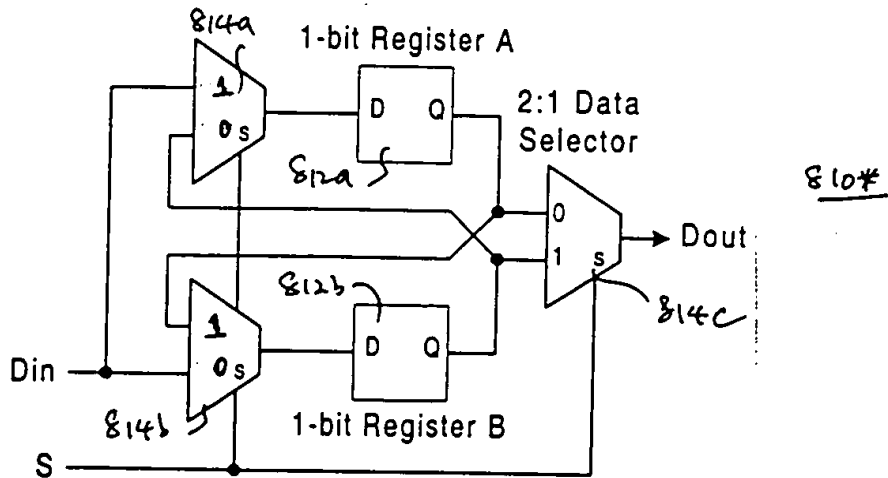 814a
1-bit Register A
1
0 s
D Q
812a
2:1 Data
Selector
0
1
s
Dout
810*
814c
812b
1
0 s
D Q
Din
814b
1-bit Register B
S